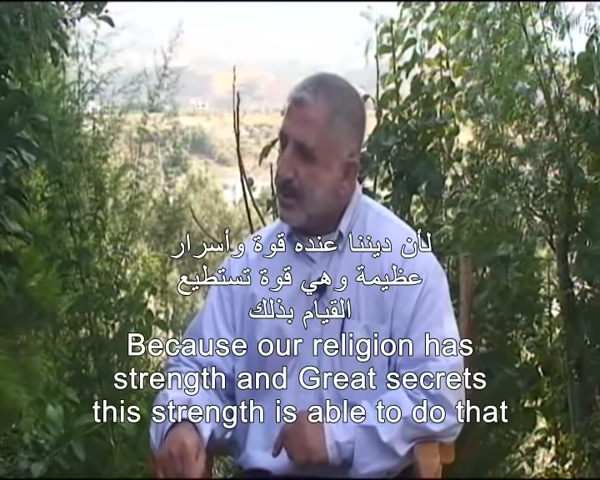 لأن ديننا عنده قوة وأسرار
عظيمة وهي قوة تستطيع
القيام بذلك
Because our religion has
strength and Great secrets
this strength is able to do that